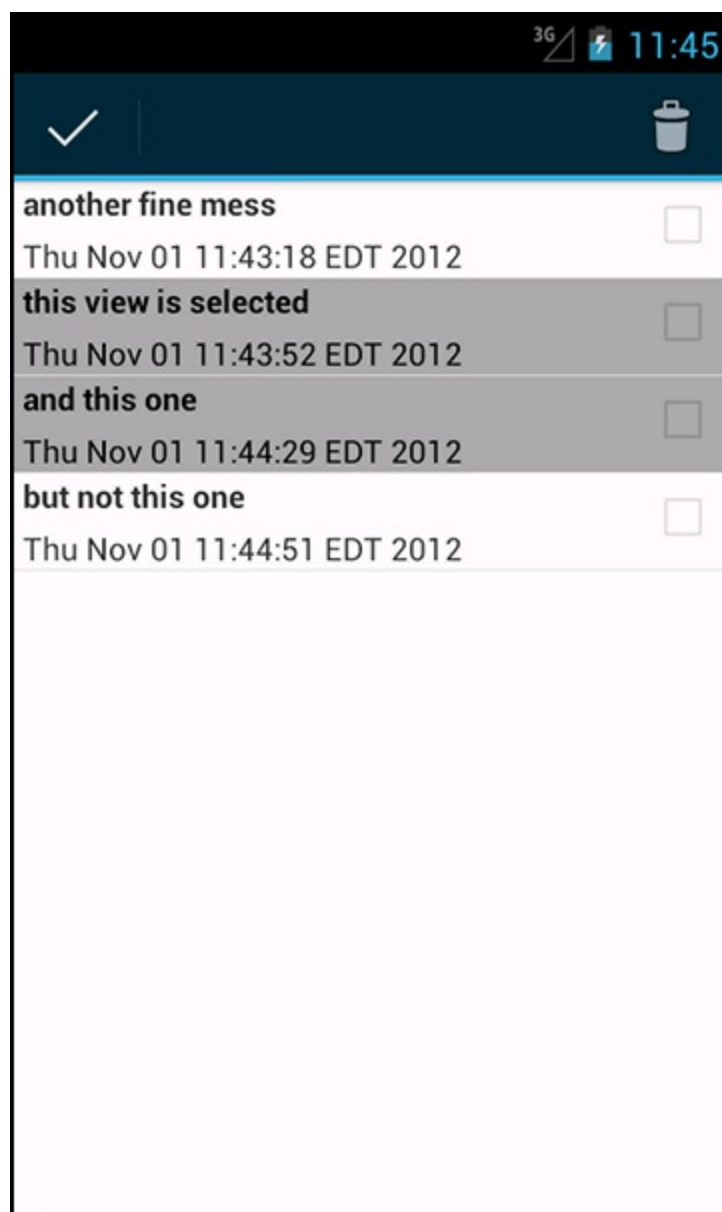 3G 11:45
another fine mess
Thu Nov 01 11:43:18 EDT 2012
this view is selected
Thu Nov 01 11:43:52 EDT 2012
and this one
Thu Nov 01 11:44:29 EDT 2012
but not this one
Thu Nov 01 11:44:51 EDT 2012